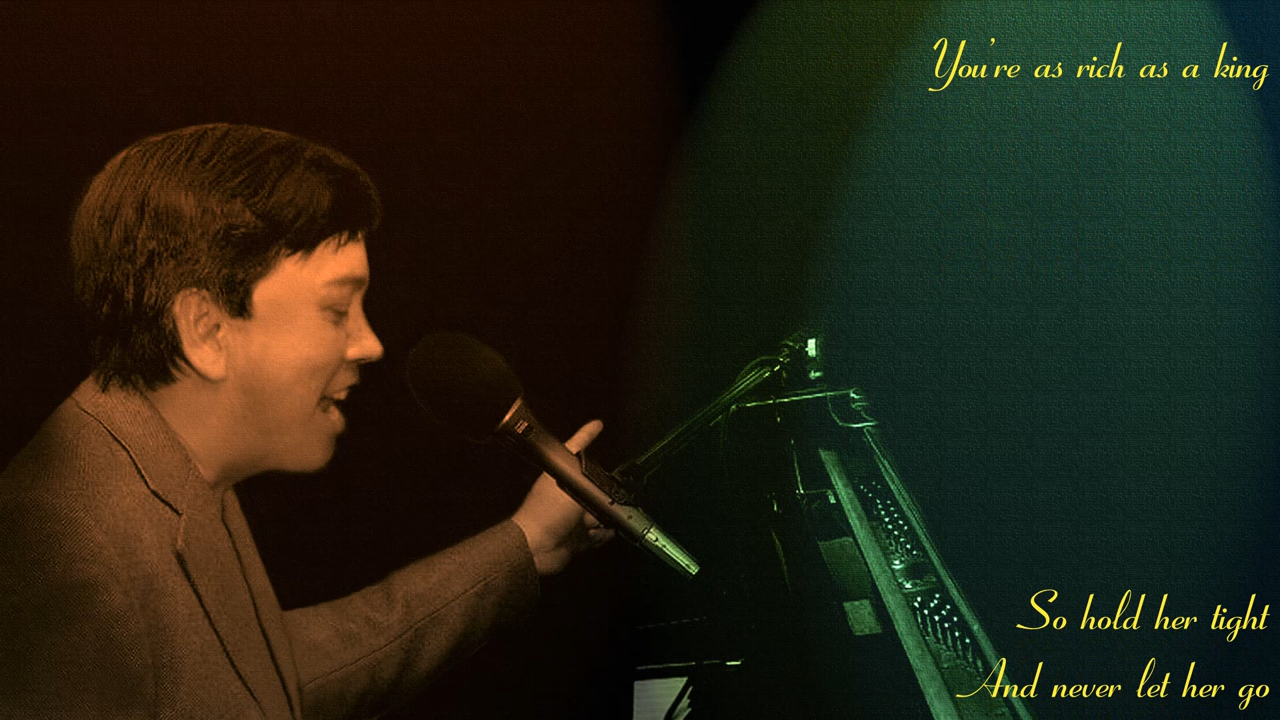 You're as rich as a king
So hold her tight
And never let her go